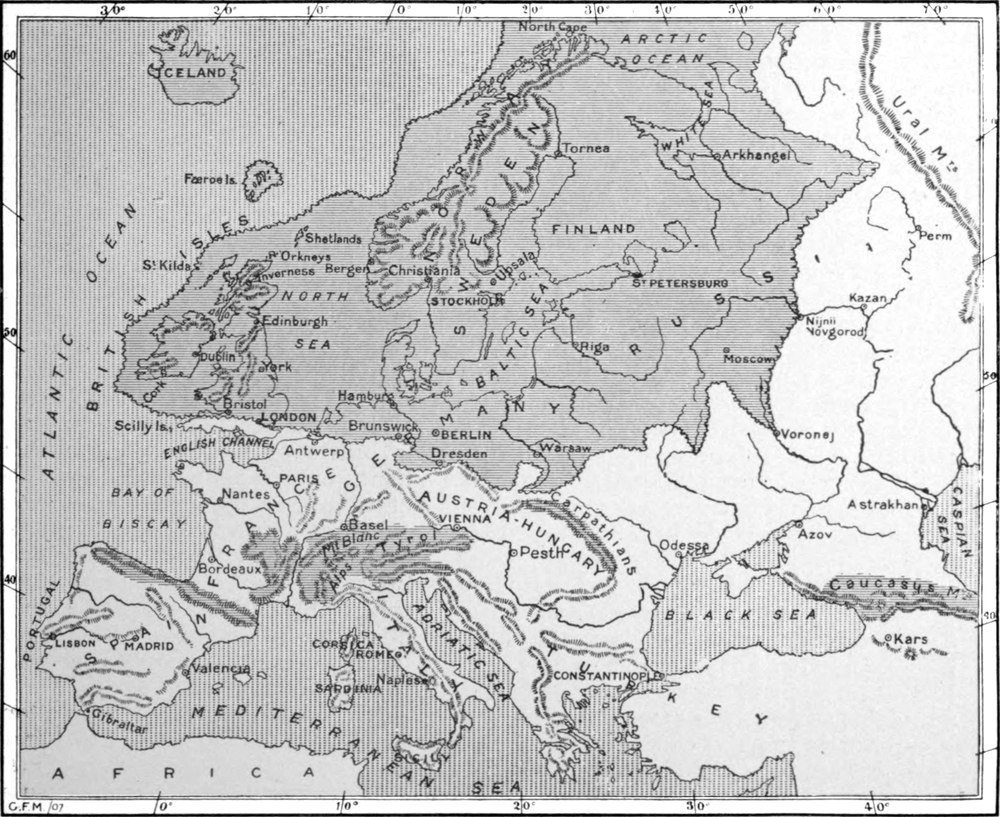 30° 20° 10° 0° 10° 20° 30° 40° 50° 60° 70°
60
North Cape
ARCTIC
OCEAN
ICELAND
WHITE SEA
Ural Mts
Tornea
Arkhangel
NORWAY
SWEDEN
Færoe Is.
FINLAND
Perm
ATLANTIC OCEAN
BRITISH ISLES
Shetlands
Orkneys
St Kilda
Inverness
Bergen
Christiania
Upsala
St PETERSBURG
STOCKHOLM
NORTH
SEA
Kazan
Nijnii
Novgorod
RUSS
50
Edinburgh
BALTIC SEA
Riga
Moscow
Dublin
York
50
Cork
Hamburg
Bristol
LONDON
Scilly Is.
Brunswick
BERLIN
GERMANY
Voronej
ENGLISH CHANNEL
Antwerp
Dresden
Warsaw
PARIS
BAY OF
BISCAY
Nantes
FRANCE
AUSTRIA-HUNGARY
Carpathians
Astrakhan
CASPIAN
SEA
Basel
VIENNA
Mt Blanc
Tyrol
Pesth
Odessa
Azov
Bordeaux
Alps
40
Caucasus Mts
BLACK SEA
40
PORTUGAL
LISBON
MADRID
SPAIN
ITALY
ADRIATIC SEA
Kars
CORSICA
ROME
TURKEY
CONSTANTINOPLE
Valencia
SARDINIA
Naples
Gibraltar
MEDITERRANEAN
SEA
SICILY
AFRICA
G.F.M /07
0° 10° 20° 30° 40°